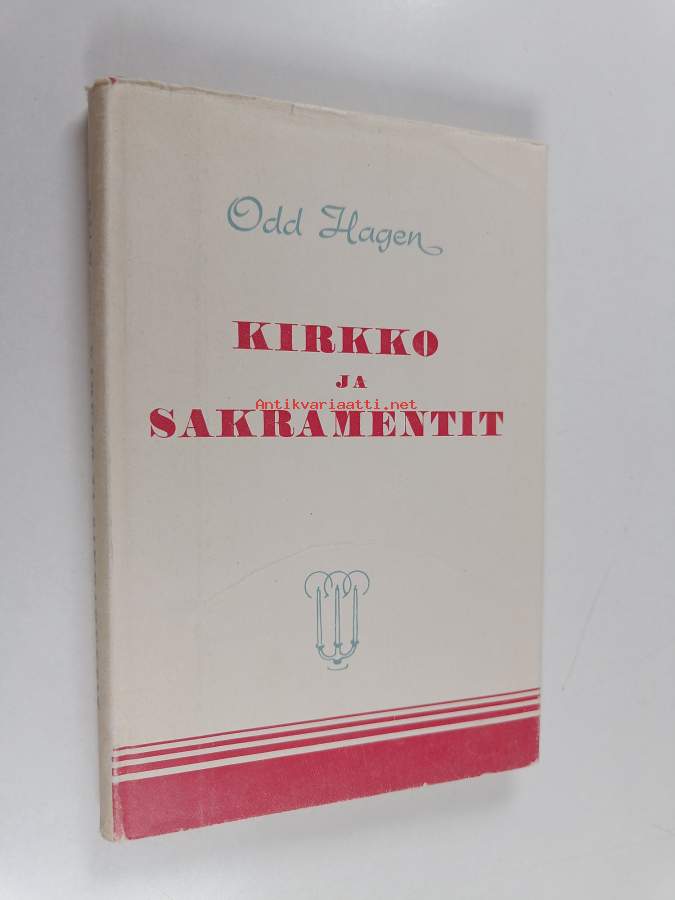 Odd Hagen
KIRKKO
JA
Antikvariaatti.net
SAKRAMENTIT